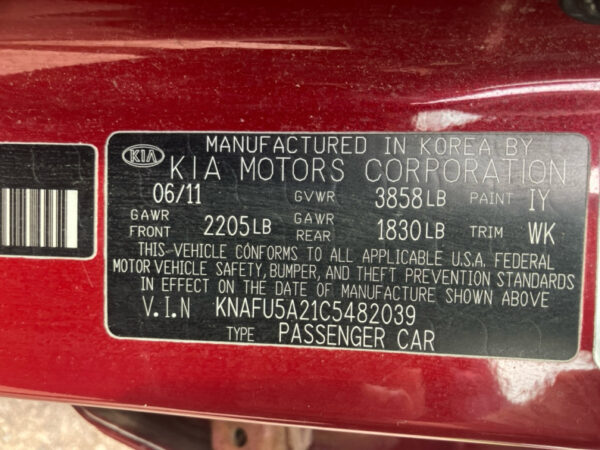 MANUFACTURED IN KOREA BY
KIA KIA MOTORS CORPORATION
06/11 GVWR 3858LB PAINT IY
GAWR FRONT 2205LB GAWR REAR 1830LB TRIM WK
THIS VEHICLE CONFORMS TO ALL APPLICABLE U.S.A. FEDERAL
MOTOR VEHICLE SAFETY, BUMPER, AND THEFT PREVENTION STANDARDS
IN EFFECT ON THE DATE OF MANUFACTURE SHOWN ABOVE
V.I.N KNAFU5A21C5482039
TYPE PASSENGER CAR